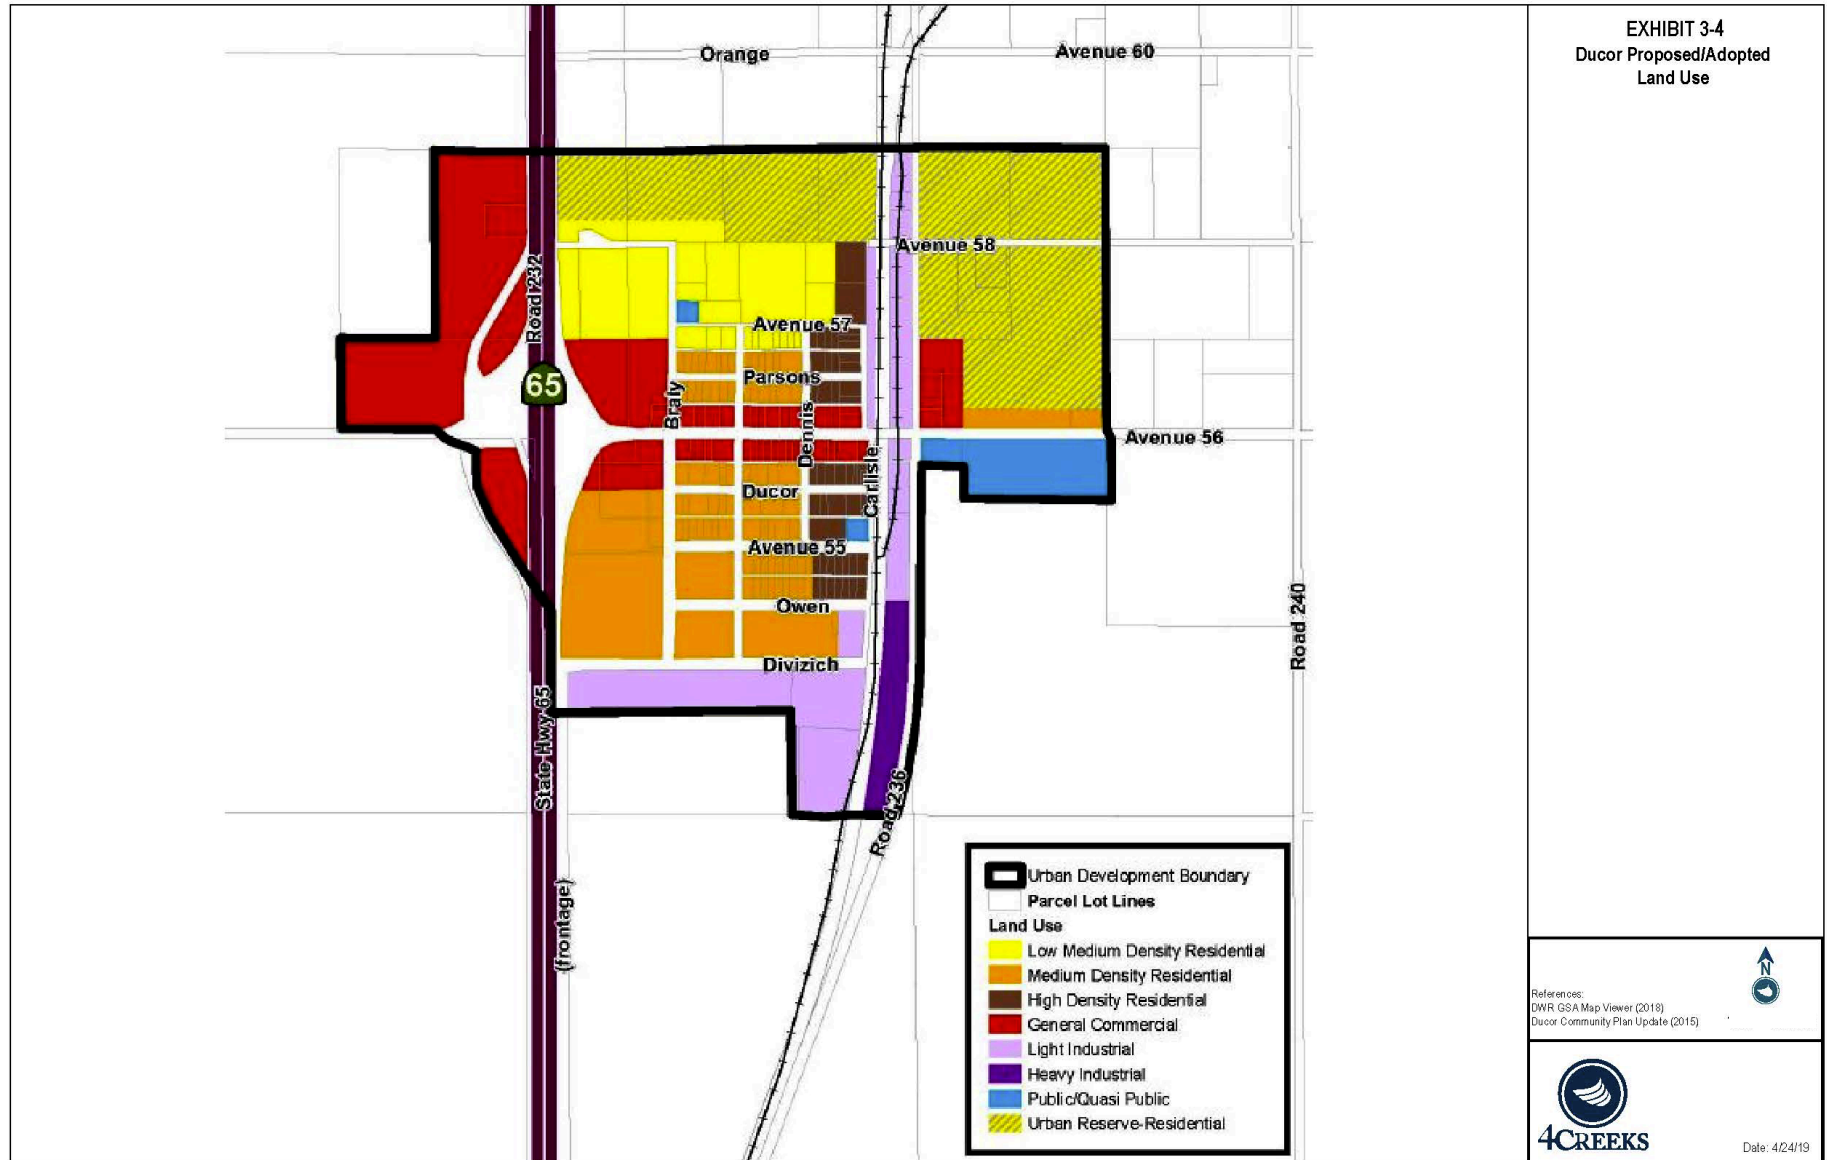 EXHIBIT 3-4
Ducor Proposed/Adopted
Land Use
Orange
Avenue 60
Avenue 58
Road 232
Avenue 57
65
Parsons
Braly
Dennis
Avenue 56
Carlisle
Ducor
Avenue 55
Owen
Road 240
Divizich
State Hwy 65
Road 236
(frontage)
Urban Development Boundary
Parcel Lot Lines
Land Use
Low Medium Density Residential
Medium Density Residential
High Density Residential
General Commercial
Light Industrial
Heavy Industrial
Public/Quasi Public
Urban Reserve-Residential
N
References:
DWR GSA Map Viewer (2018)
Ducor Community Plan Update (2015)
4CREEKS
Date: 4/24/19